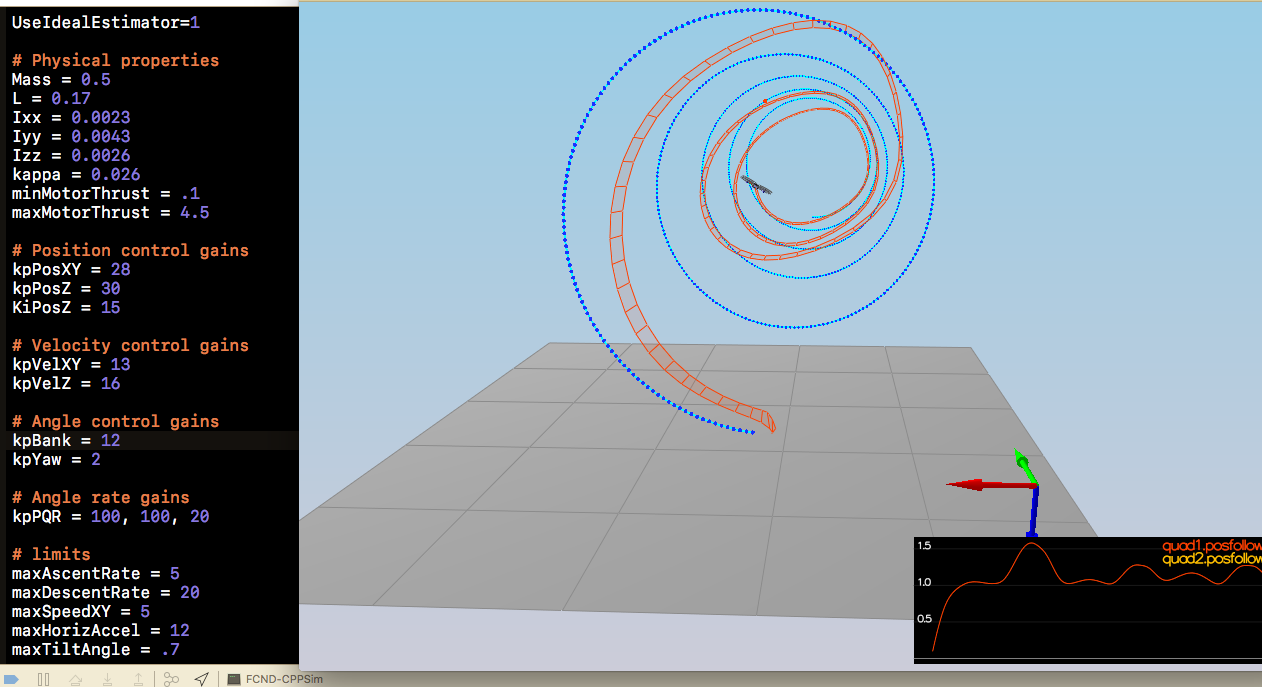 UseIdealEstimator=1
# Physical properties
Mass = 0.5
L = 0.17
Ixx = 0.0023
Iyy = 0.0043
Izz = 0.0026
kappa = 0.026
minMotorThrust = .1
maxMotorThrust = 4.5
# Position control gains
kpPosXY = 28
kpPosZ = 30
KiPosZ = 15
# Velocity control gains
kpVelXY = 13
kpVelZ = 16
# Angle control gains
kpBank = 12
kpYaw = 2
# Angle rate gains
kpPQR = 100, 100, 20
# limits
maxAscentRate = 5
maxDescentRate = 20
maxSpeedXY = 5
maxHorizAccel = 12
maxTiltAngle = .7
1.5
quad1.posfollow
quad2.posfollow
1.0
0.5
FCND-CPPSim